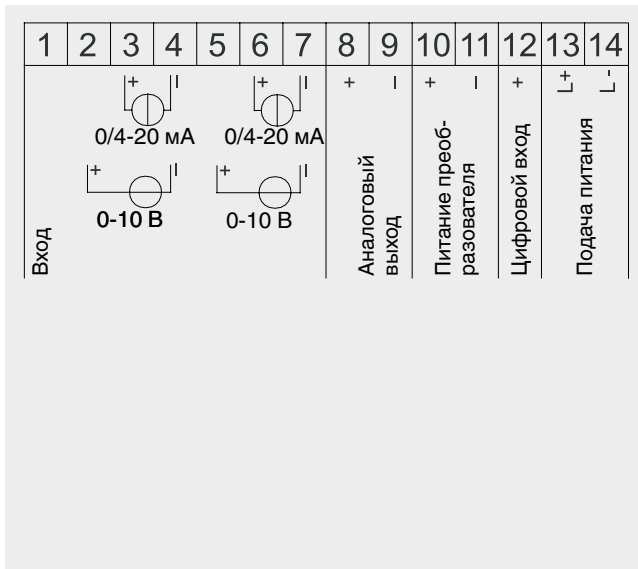 1 2 3 4 5 6 7 8 9 10 11 12 13 14
+ − + − + − + − + L+ L-
0/4-20 мА 0/4-20 мА
+ − + −
0-10 В 0-10 В
Вход
Аналоговый
выход
Питание преоб-
разователя
Цифровой вход
Подача питания